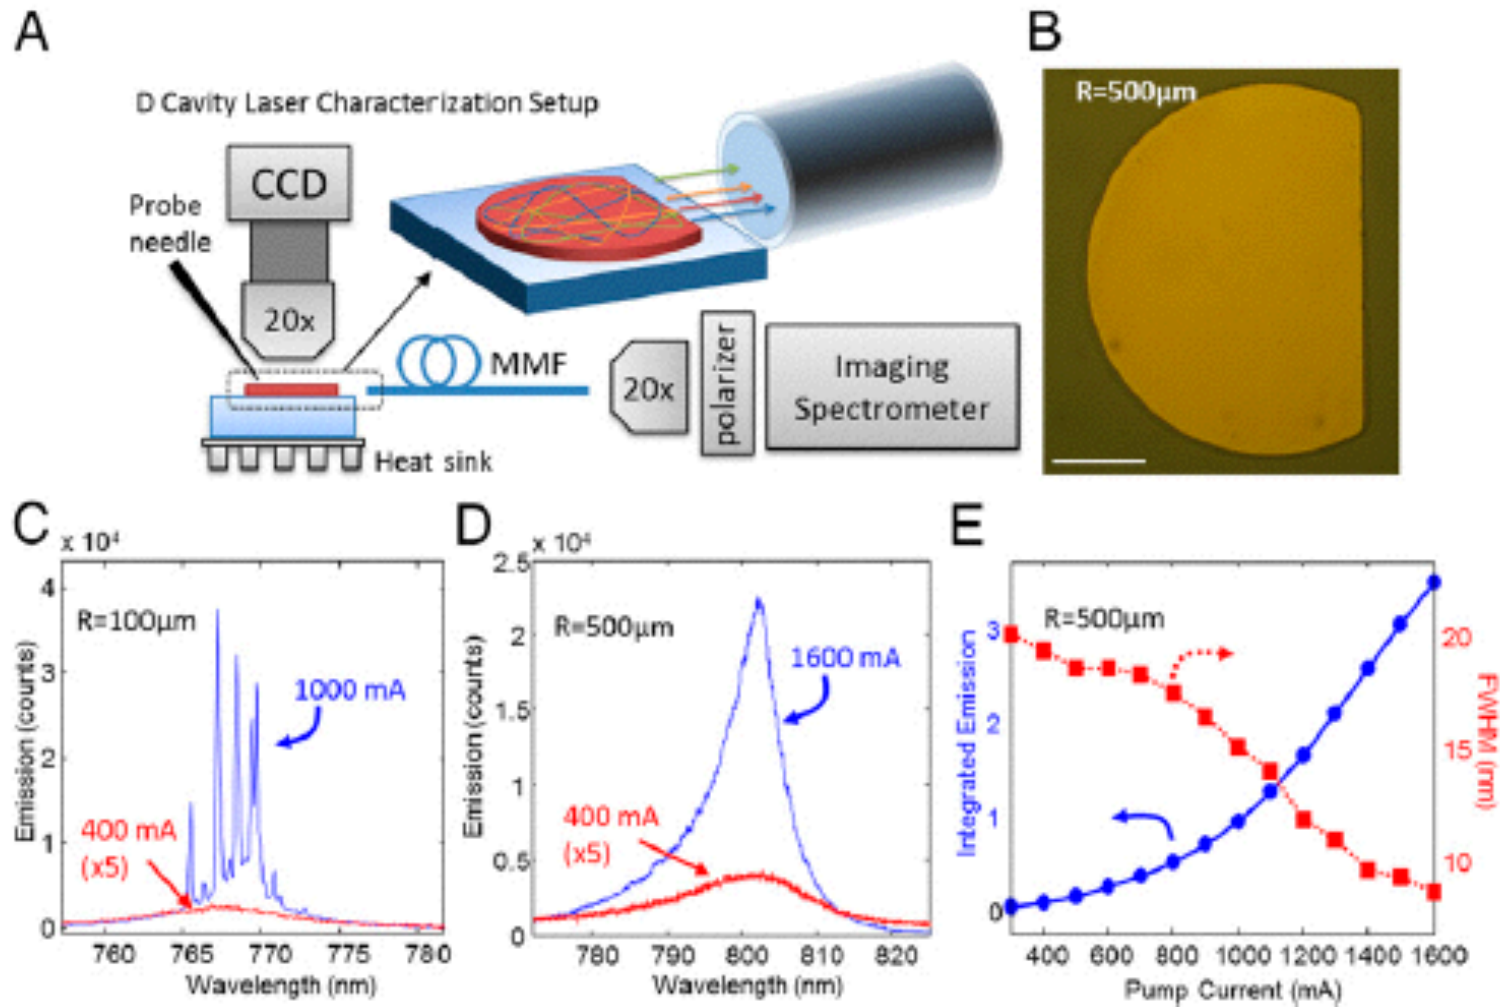 A
D Cavity Laser Characterization Setup
CCD
Probe
needle
20x
MMF
Heat sink
20x
polarizer
Imaging
Spectrometer
B
R=500µm
C
x 10⁴
4
3
2
1
0
Emission (counts)
R=100µm
1000 mA
400 mA
(x5)
760 765 770 775 780
Wavelength (nm)
D
x 10⁴
2.5
2
1.5
1
0.5
0
Emission (counts)
R=500µm
1600 mA
400 mA
(x5)
780 790 800 810 820
Wavelength (nm)
E
R=500µm
3
2
1
0
Integrated Emission
20
15
10
FWHM (nm)
400 600 800 1000 1200 1400 1600
Pump Current (mA)